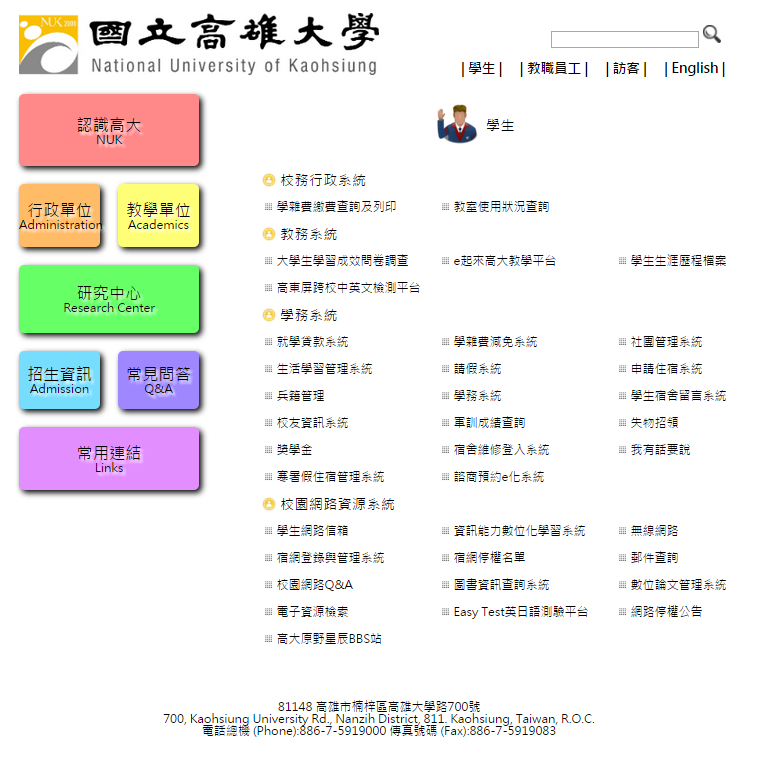 NUK 2000
國立高雄大學
National University of Kaohsiung
| 學生 | | 教職員工 | | 訪客 | | English |
認識高大
NUK
行政單位 教學單位
Administration Academics
研究中心
Research Center
招生資訊 常見問答
Admission Q&A
常用連結
Links
學生
校務行政系統
學雜費繳費查詢及列印 教室使用狀況查詢
教務系統
大學生學習成效問卷調查 e起來高大教學平台 學生生涯歷程檔案
高東屏跨校中英文檢測平台
學務系統
就學貸款系統 學雜費減免系統 社團管理系統
生活學習管理系統 請假系統 申請住宿系統
兵籍管理 學務系統 學生宿舍留言系統
校友資訊系統 軍訓成績查詢 失物招領
獎學金 宿舍維修登入系統 我有話要說
寒暑假住宿管理系統 諮商預約e化系統
校園網路資源系統
學生網路信箱 資訊能力數位化學習系統 無線網路
宿網登錄與管理系統 宿網停權名單 郵件查詢
校園網路Q&A 圖書資訊查詢系統 數位論文管理系統
電子資源檢索 Easy Test英日語測驗平台 網路停權公告
高大原野星辰BBS站
81148 高雄市楠梓區高雄大學路700號
700, Kaohsiung University Rd., Nanzih District, 811. Kaohsiung, Taiwan, R.O.C.
電話總機 (Phone):886-7-5919000 傳真號碼 (Fax):886-7-5919083